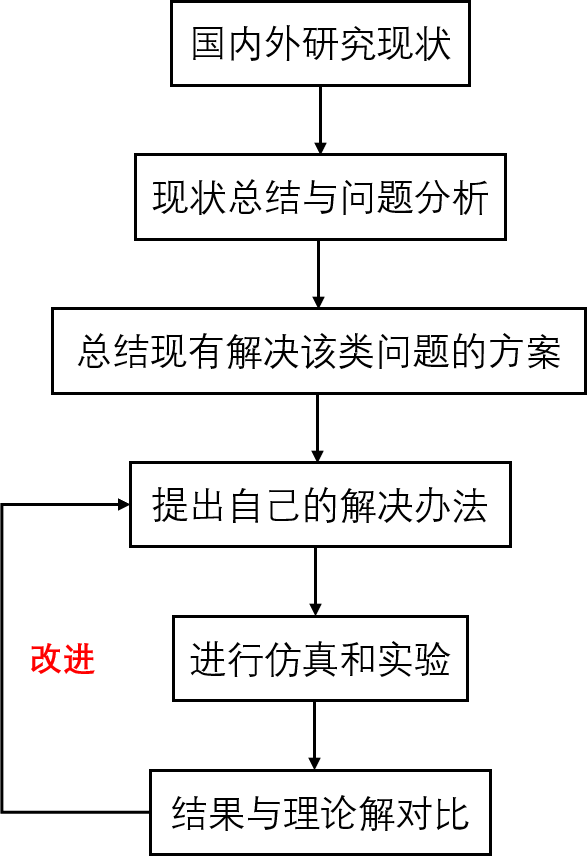 国内外研究现状
现状总结与问题分析
总结现有解决该类问题的方案
提出自己的解决办法
改进
进行仿真和实验
结果与理论解对比